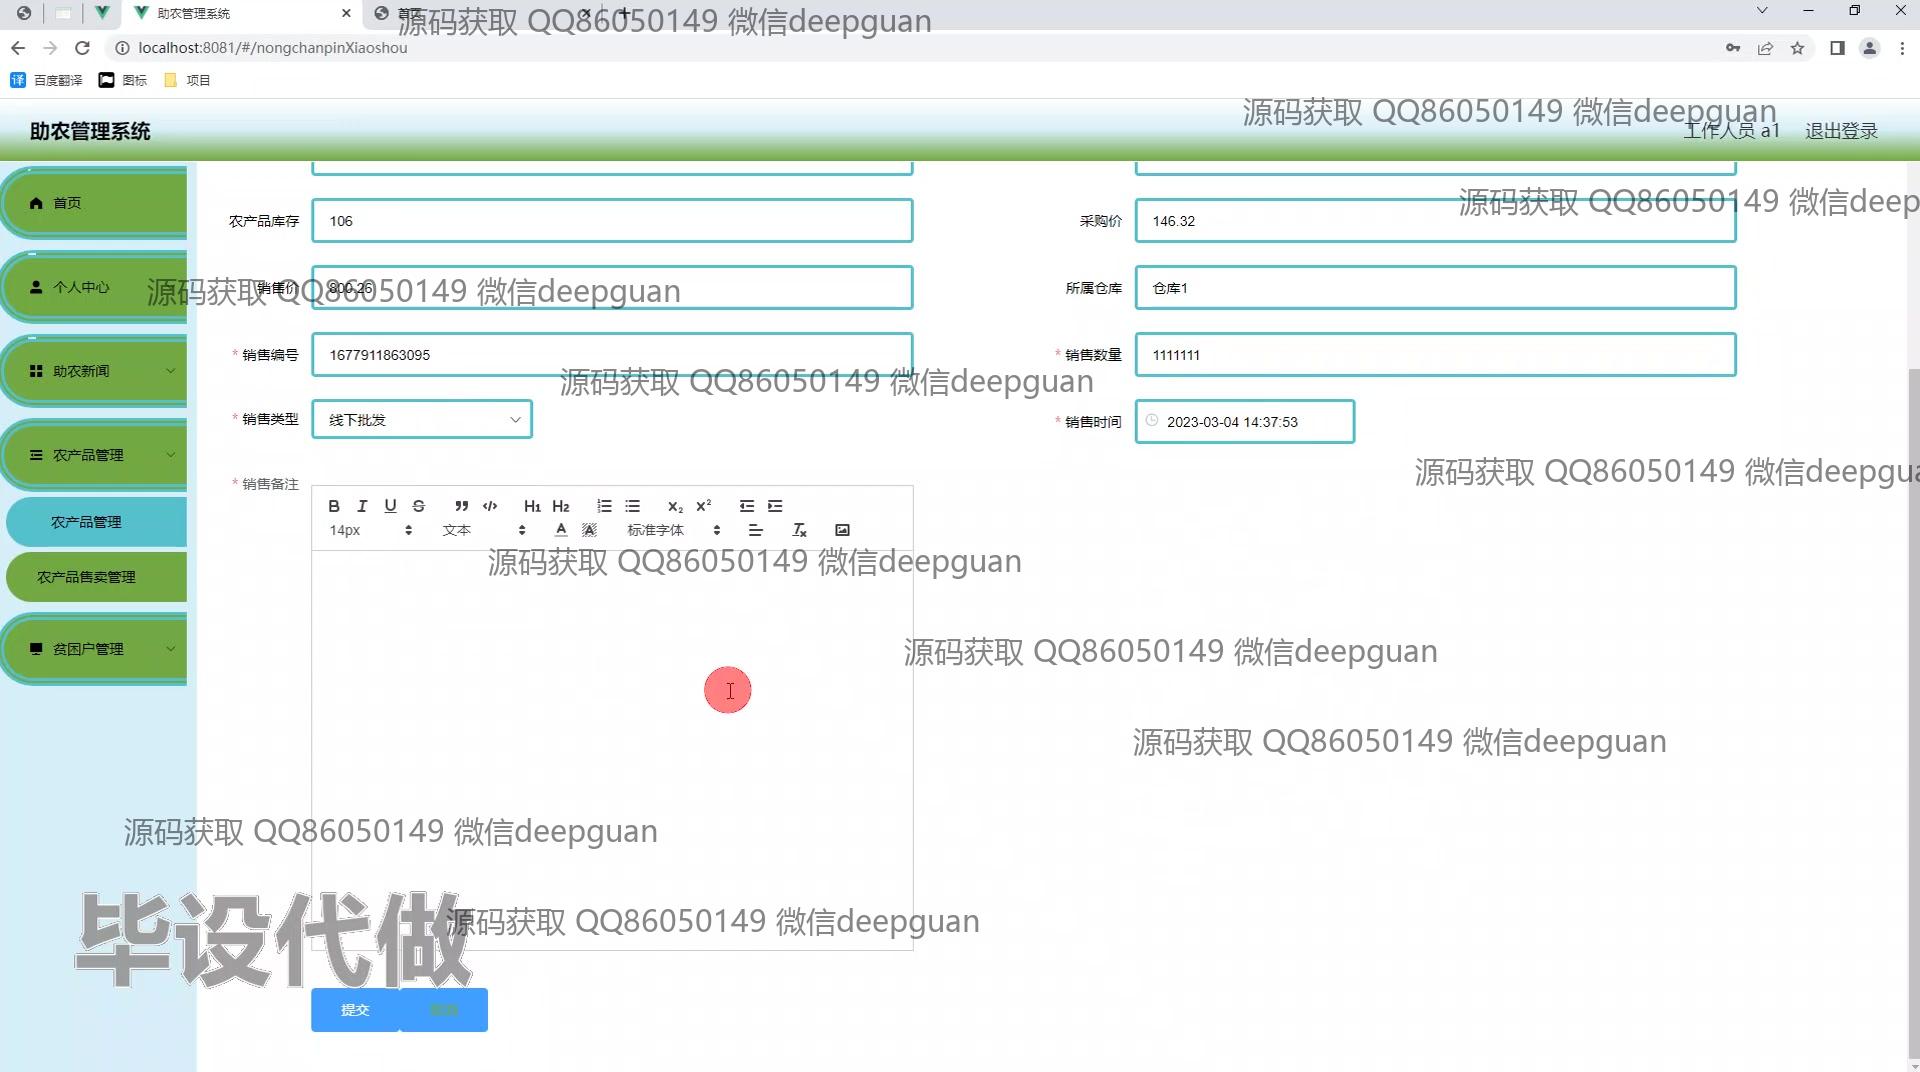 助农管理系统
首页
源码获取 QQ86050149 微信deepguan
localhost:8081/#/nongchanpinXiaoshou
百度翻译
图标
项目
源码获取 QQ86050149 微信deepguan
助农管理系统
工作人员 a1
退出登录
首页
源码获取 QQ86050149 微信deep
农产品库存
106
采购价
146.32
个人中心
源码获取 QQ86050149 微信deepguan
销售价
800.26
所属仓库
仓库1
* 销售编号
1677911863095
* 销售数量
1111111
助农新闻
源码获取 QQ86050149 微信deepguan
* 销售类型
线下批发
* 销售时间
2023-03-04 14:37:53
农产品管理
源码获取 QQ86050149 微信deepgua
* 销售备注
B I U S H1 H2 X2 X2
14px
文本
标准字体
农产品管理
源码获取 QQ86050149 微信deepguan
农产品售卖管理
贫困户管理
源码获取 QQ86050149 微信deepguan
源码获取 QQ86050149 微信deepguan
源码获取 QQ86050149 微信deepguan
毕设代做
源码获取 QQ86050149 微信deepguan
提交